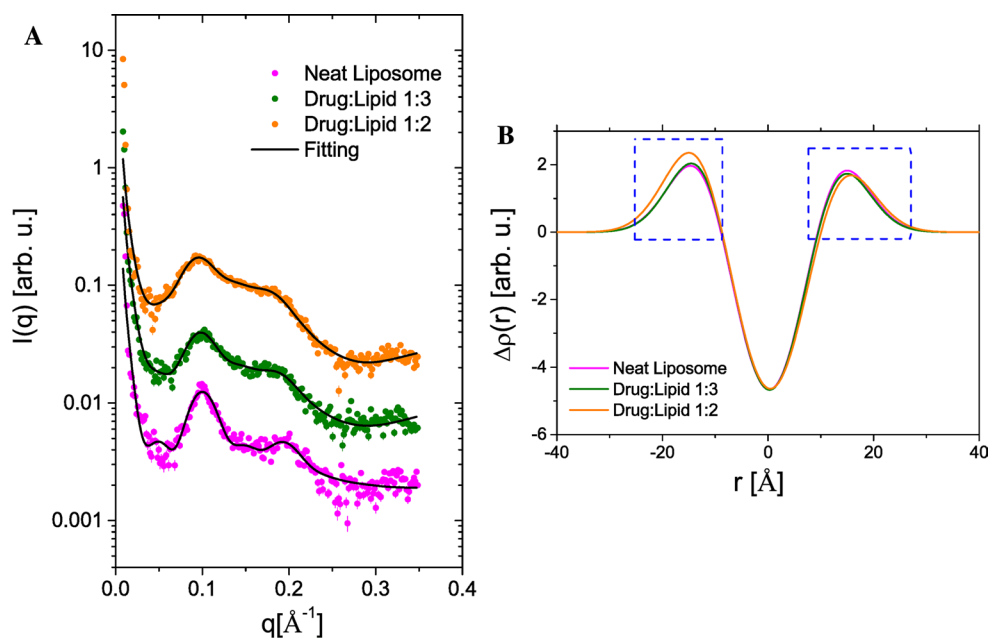 A
10
1
0.1
0.01
0.001
I(q) [arb. u.]
Neat Liposome
Drug:Lipid 1:3
Drug:Lipid 1:2
Fitting
0.0
0.1
0.2
0.3
0.4
q[Å⁻¹]
B
2
0
-2
-4
-6
Δρ(r) [arb. u.]
Neat Liposome
Drug:Lipid 1:3
Drug:Lipid 1:2
-40
-20
0
20
40
r [Å]